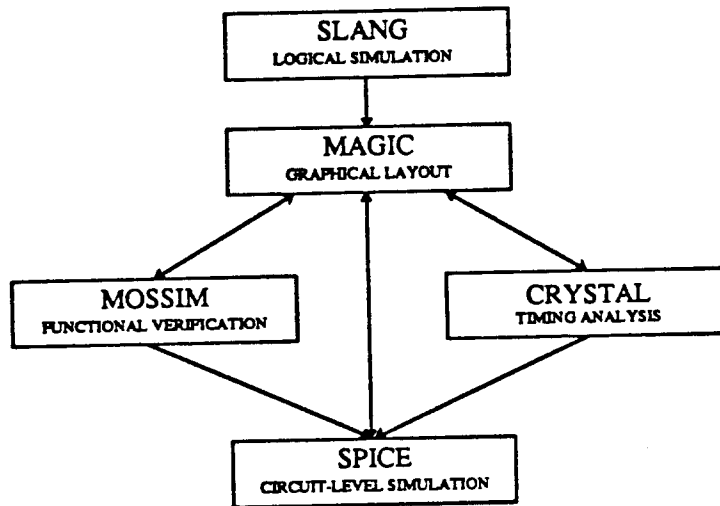 SLANG
LOGICAL SIMULATION
MAGIC
GRAPHICAL LAYOUT
MOSSIM
FUNCTIONAL VERIFICATION
CRYSTAL
TIMING ANALYSIS
SPICE
CIRCUIT-LEVEL SIMULATION